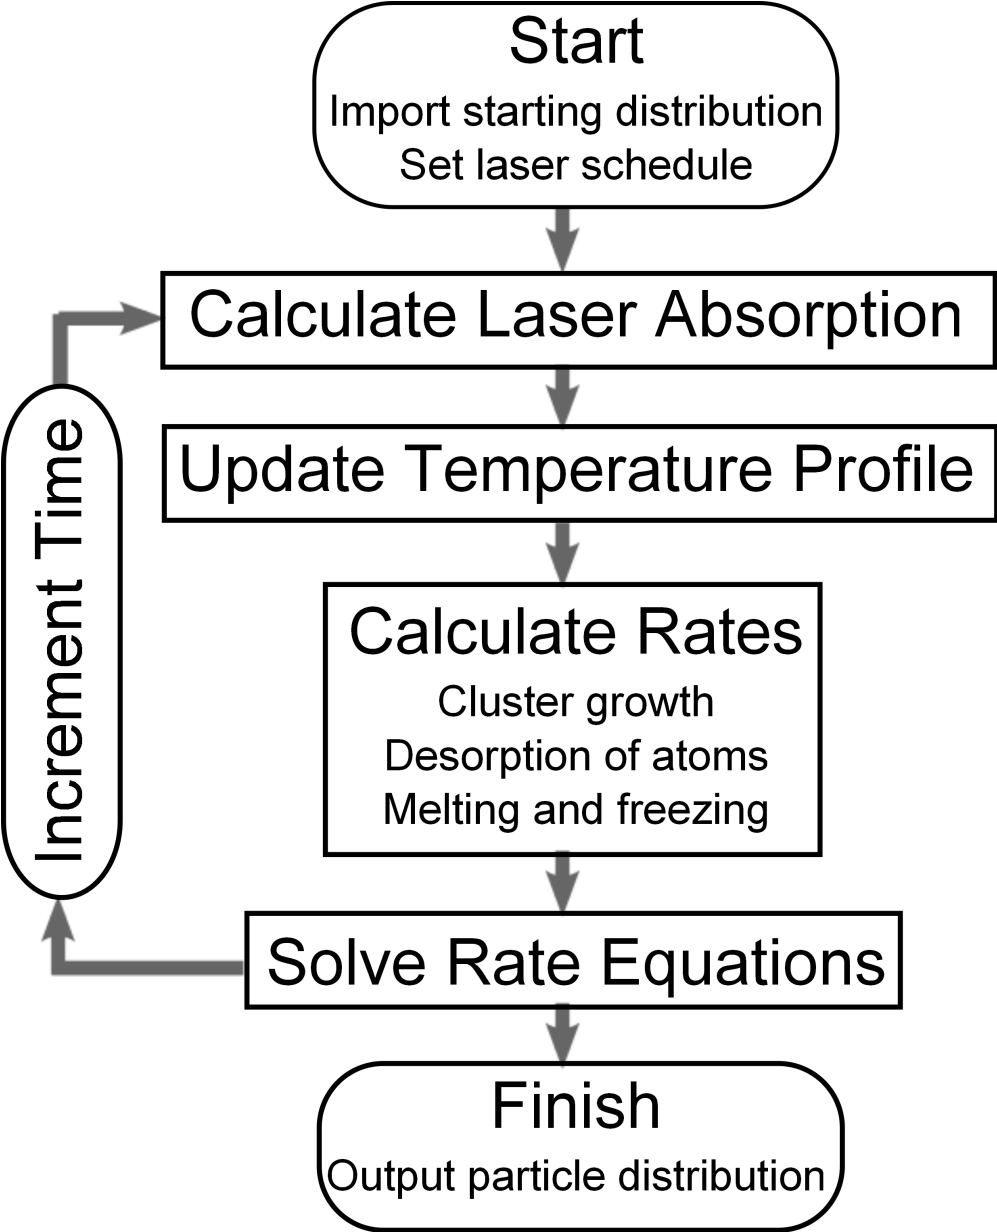 Start
Import starting distribution
Set laser schedule
Calculate Laser Absorption
Update Temperature Profile
Calculate Rates
Cluster growth
Desorption of atoms
Melting and freezing
Solve Rate Equations
Increment Time
Finish
Output particle distribution